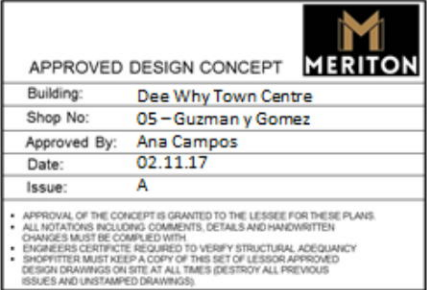 MERITON
APPROVED DESIGN CONCEPT
Building: Dee Why Town Centre
Shop No: 05 – Guzman y Gomez
Approved By: Ana Campos
Date: 02.11.17
Issue: A
• APPROVAL OF THE CONCEPT IS GRANTED TO THE LESSEE FOR THESE PLANS.
• ALL NOTATIONS INCLUDING COMMENTS, DETAILS AND HANDWRITTEN
CHANGES MUST BE COMPLIED WITH.
• ENGINEERS CERTIFICTE REQUIRED TO VERIFY STRUCTURAL ADEQUANCY
• SHOPFITTER MUST KEEP A COPY OF THIS SET OF LESSOR APPROVED
DESIGN DRAWINGS ON SITE AT ALL TIMES (DESTROY ALL PREVIOUS
ISSUES AND UNSTAMPED DRAWINGS).